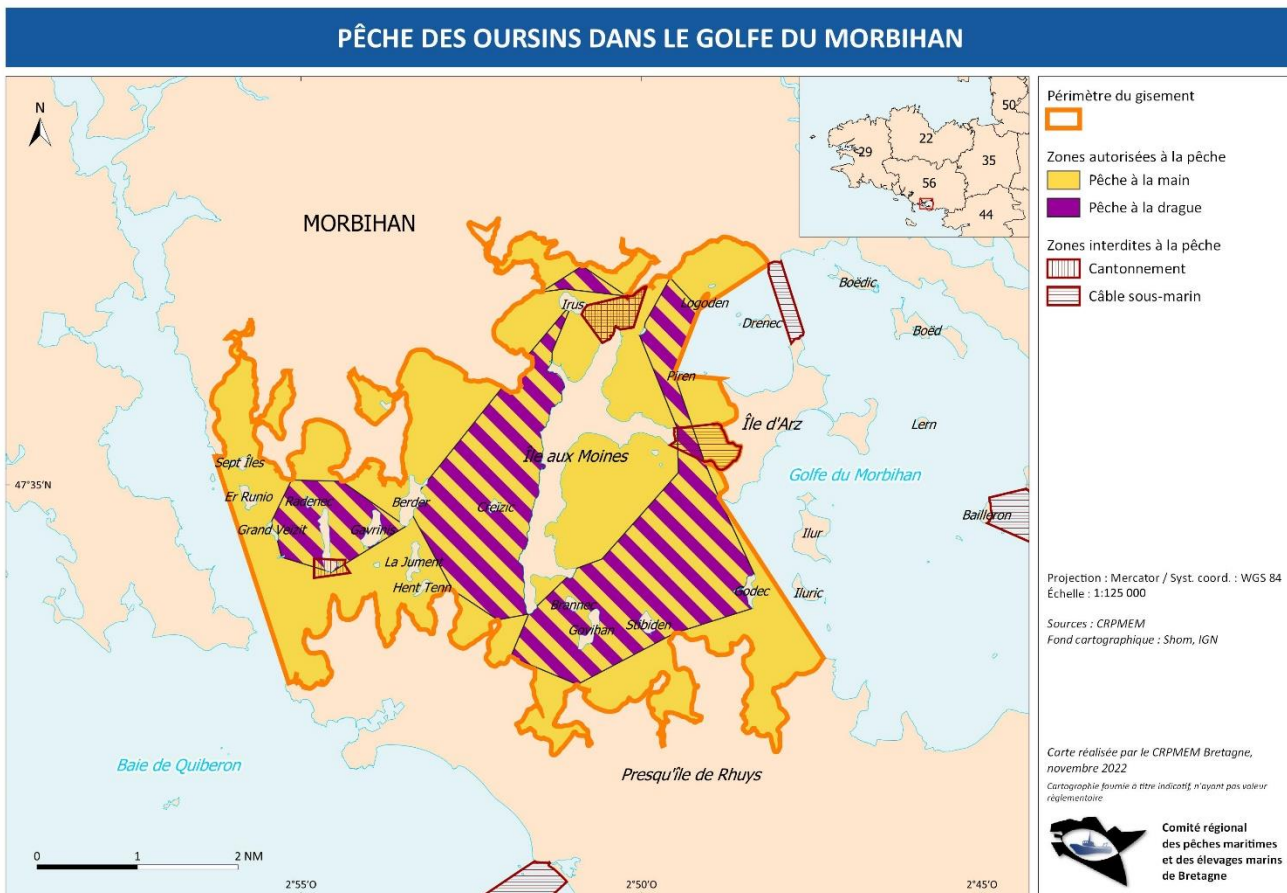 PÊCHE DES OURSINS DANS LE GOLFE DU MORBIHAN
N
MORBIHAN
50
22
29
35
56
44
Irus
Logoden
Drenec
Boëdic
Boëd
Piren
Île d'Arz
Lern
Île aux Moines
Golfe du Morbihan
Sept Îles
47°35'N
Er Runio
Radenec
Berder
Creïzic
Bailleron
Grand Veïzit
Gavrinis
Ilur
La Jument
Hent Tenn
Godec
Iluric
Brannec
Govihan
Stibiden
Baie de Quiberon
Presqu'île de Rhuys
0 1 2 NM
2°55'O
2°50'O
2°45'O
Périmètre du gisement
Zones autorisées à la pêche
Pêche à la main
Pêche à la drague
Zones interdites à la pêche
Cantonnement
Câble sous-marin
Projection : Mercator / Syst. coord. : WGS 84
Échelle : 1:125 000
Sources : CRPMEM
Fond cartographique : Shom, IGN
Carte réalisée par le CRPMEM Bretagne,
novembre 2022
Cartographie fournie à titre indicatif, n'ayant pas valeur
règlementaire
Comité régional
des pêches maritimes
et des élevages marins
de Bretagne